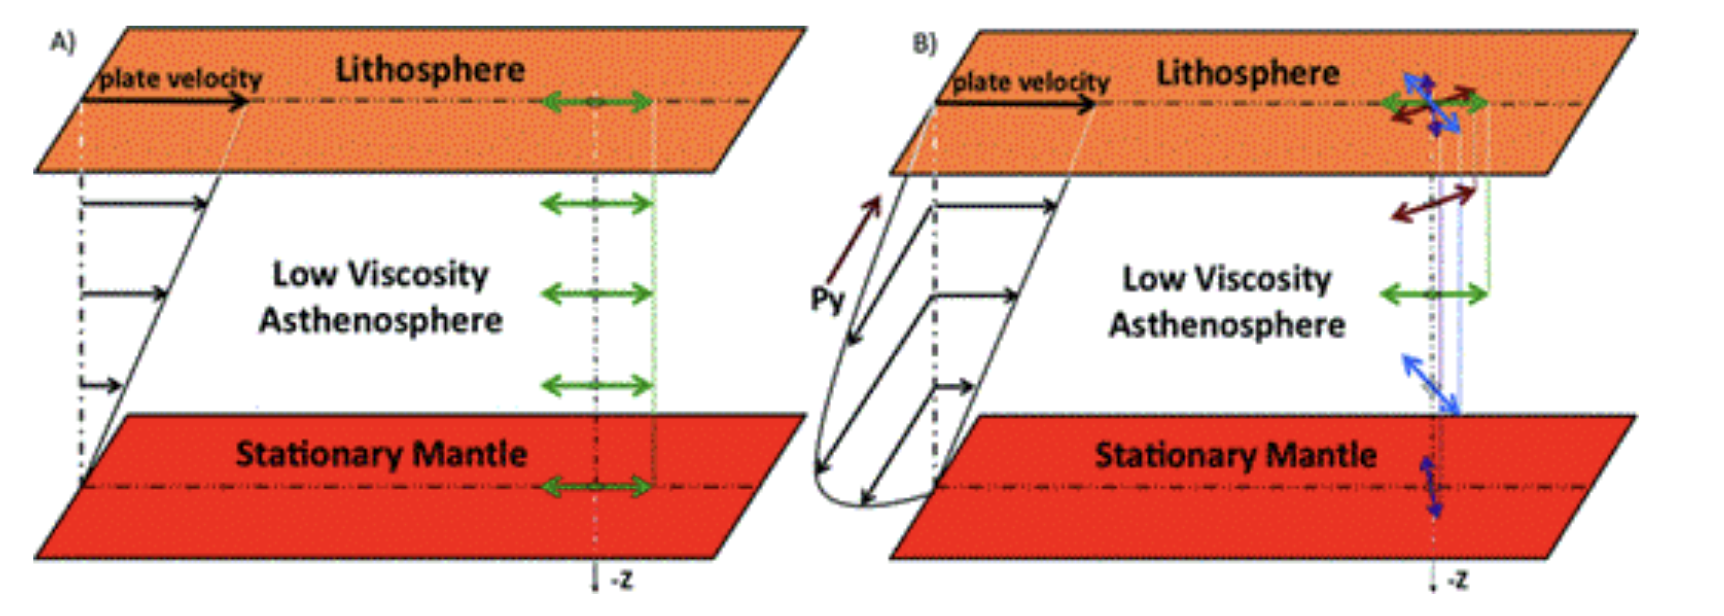 A)
plate velocity
Lithosphere
Low Viscosity
Asthenosphere
Stationary Mantle
-Z
B)
plate velocity
Lithosphere
Py
Low Viscosity
Asthenosphere
Stationary Mantle
-Z